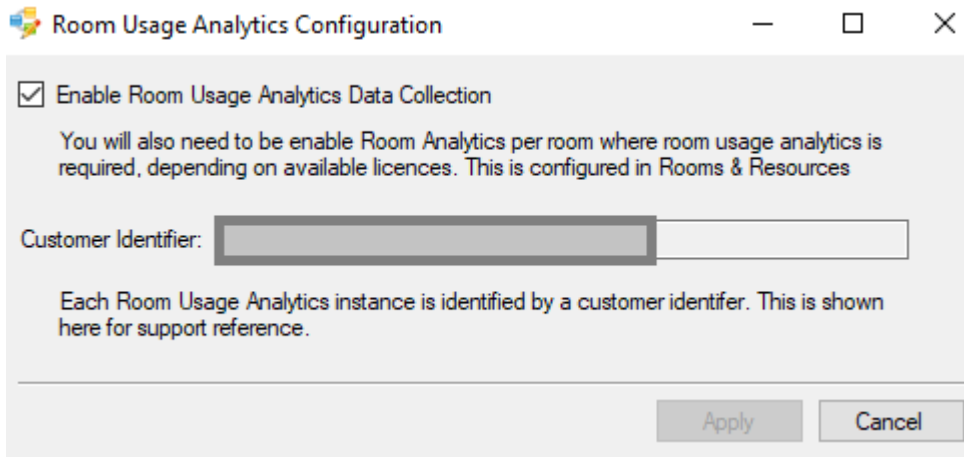 Room Usage Analytics Configuration
Enable Room Usage Analytics Data Collection
You will also need to be enable Room Analytics per room where room usage analytics is
required, depending on available licences. This is configured in Rooms & Resources
Customer Identifier:
Each Room Usage Analytics instance is identified by a customer identifer. This is shown
here for support reference.
Apply
Cancel